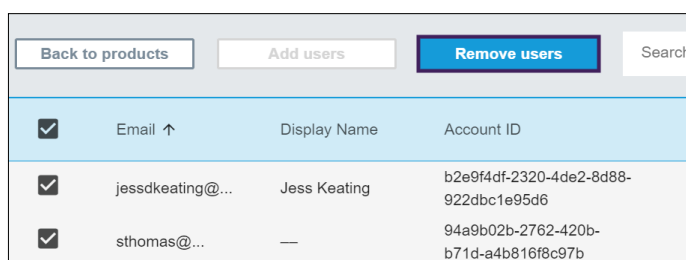 Back to products Add users Remove users Search
Email ↑ Display Name Account ID
jessdkeating@... Jess Keating b2e9f4df-2320-4de2-8d88-
922dbc1e95d6
sthomas@... — 94a9b02b-2762-420b-
b71d-a4b816f8c97b